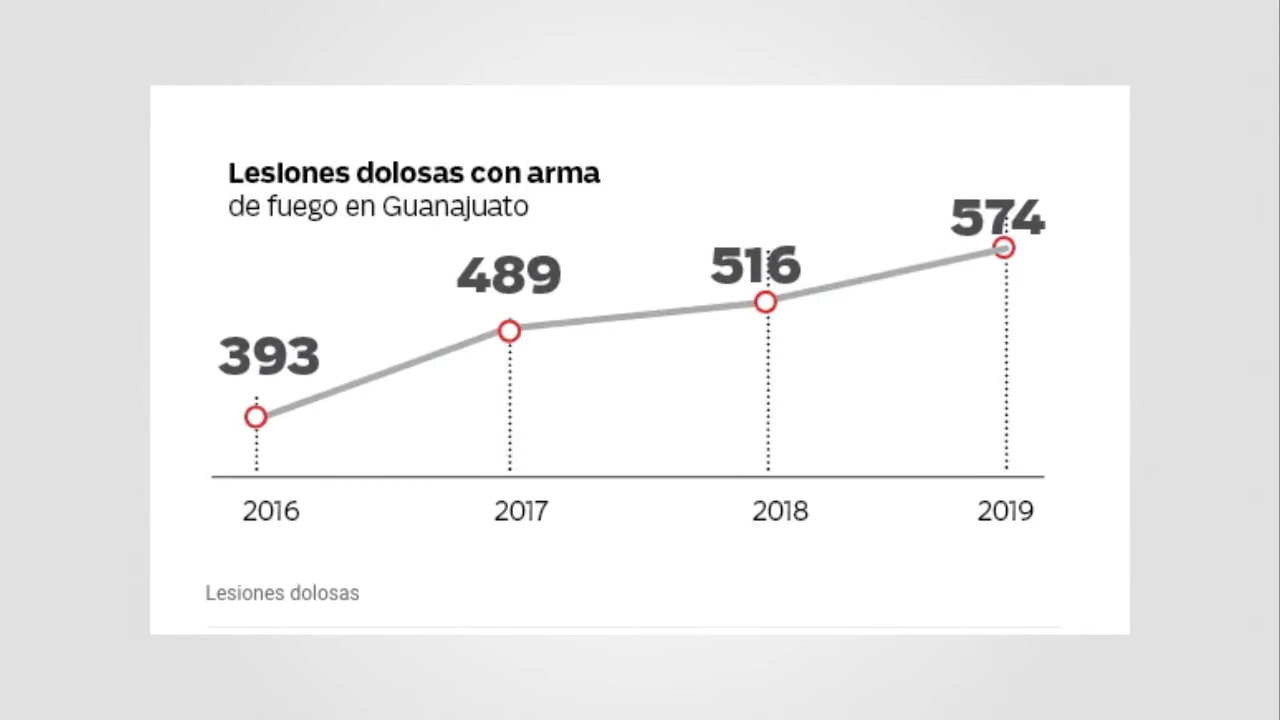 Lesiones dolosas con arma
de fuego en Guanajuato
574
516
489
393
2016 2017 2018 2019
Lesiones dolosas